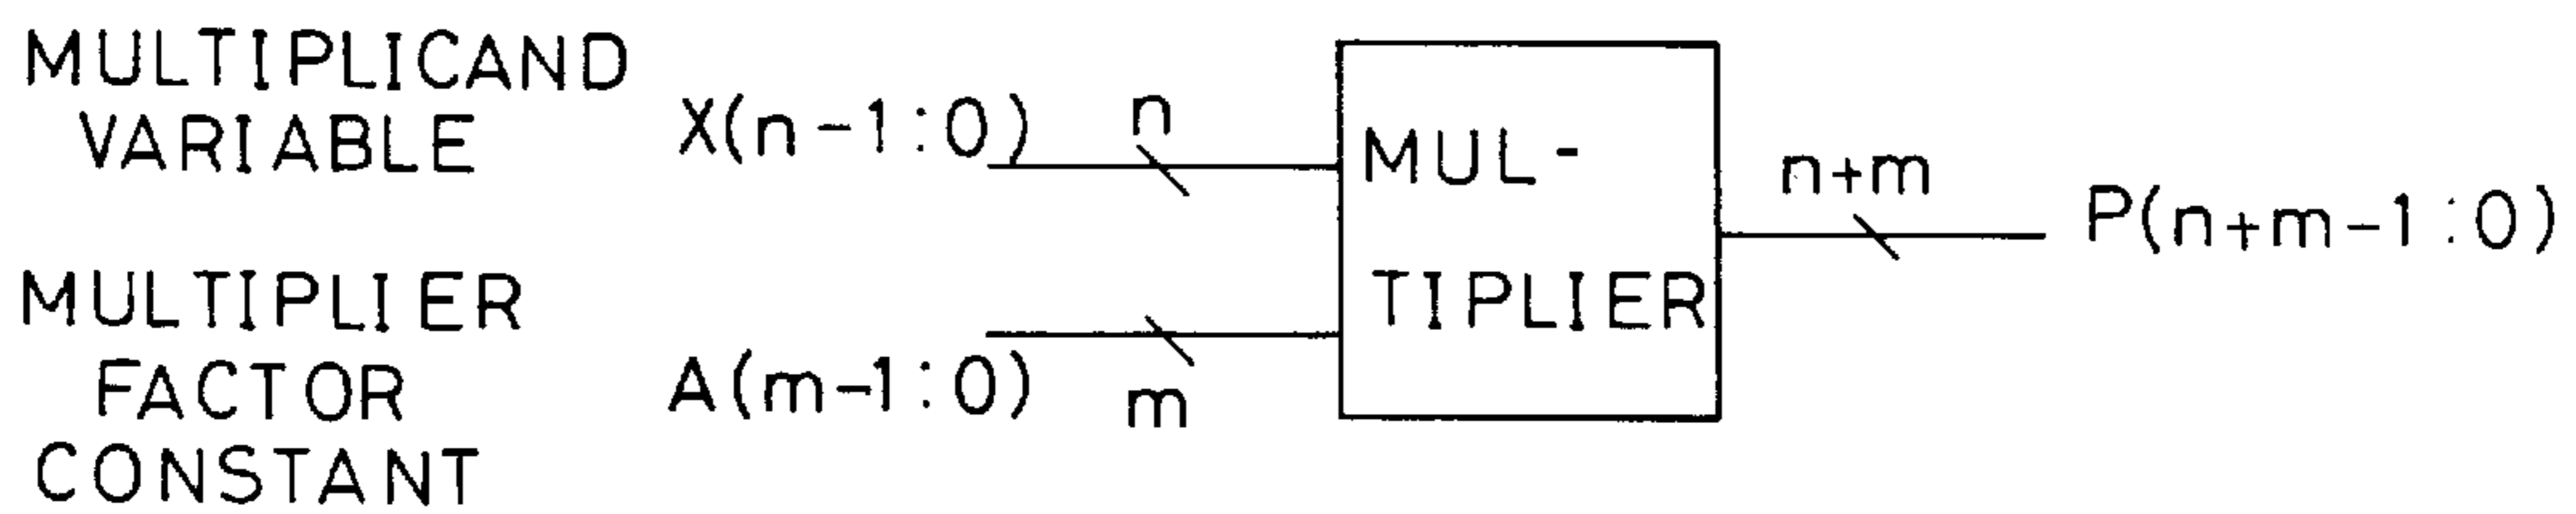 MULTIPLICAND
VARIABLE
X(n-1:0)
n
MUL-
TIPLIER
n+m
P(n+m-1:0)
MULTIPLIER
FACTOR
CONSTANT
A(m-1:0)
m